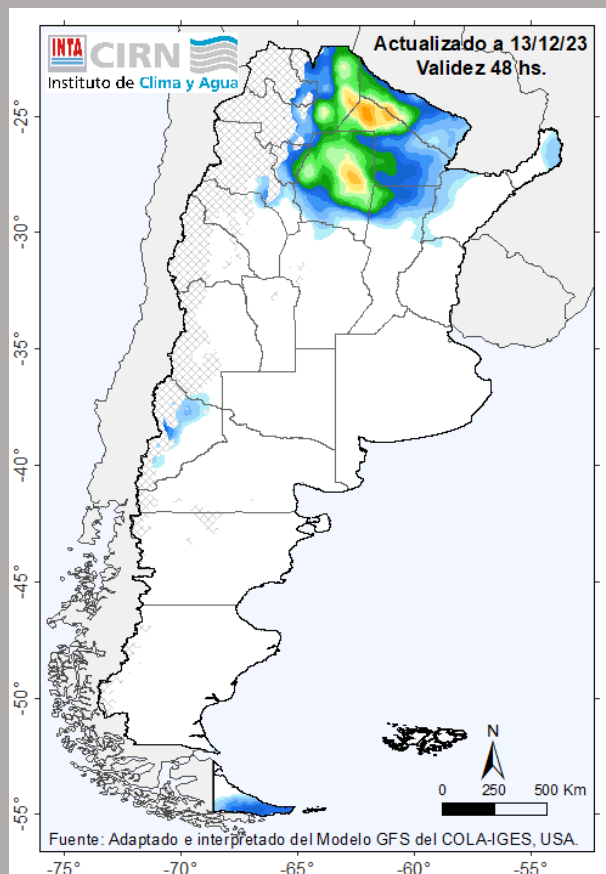 INTA CIRN
Instituto de Clima y Agua
Actualizado a 13/12/23
Validez 48 hs.
-25°
-30°
-35°
-40°
-45°
-50°
-55°
N
0 250 500 Km
Fuente: Adaptado e interpretado del Modelo GFS del COLA-IGES, USA.
-75° -70° -65° -60° -55°